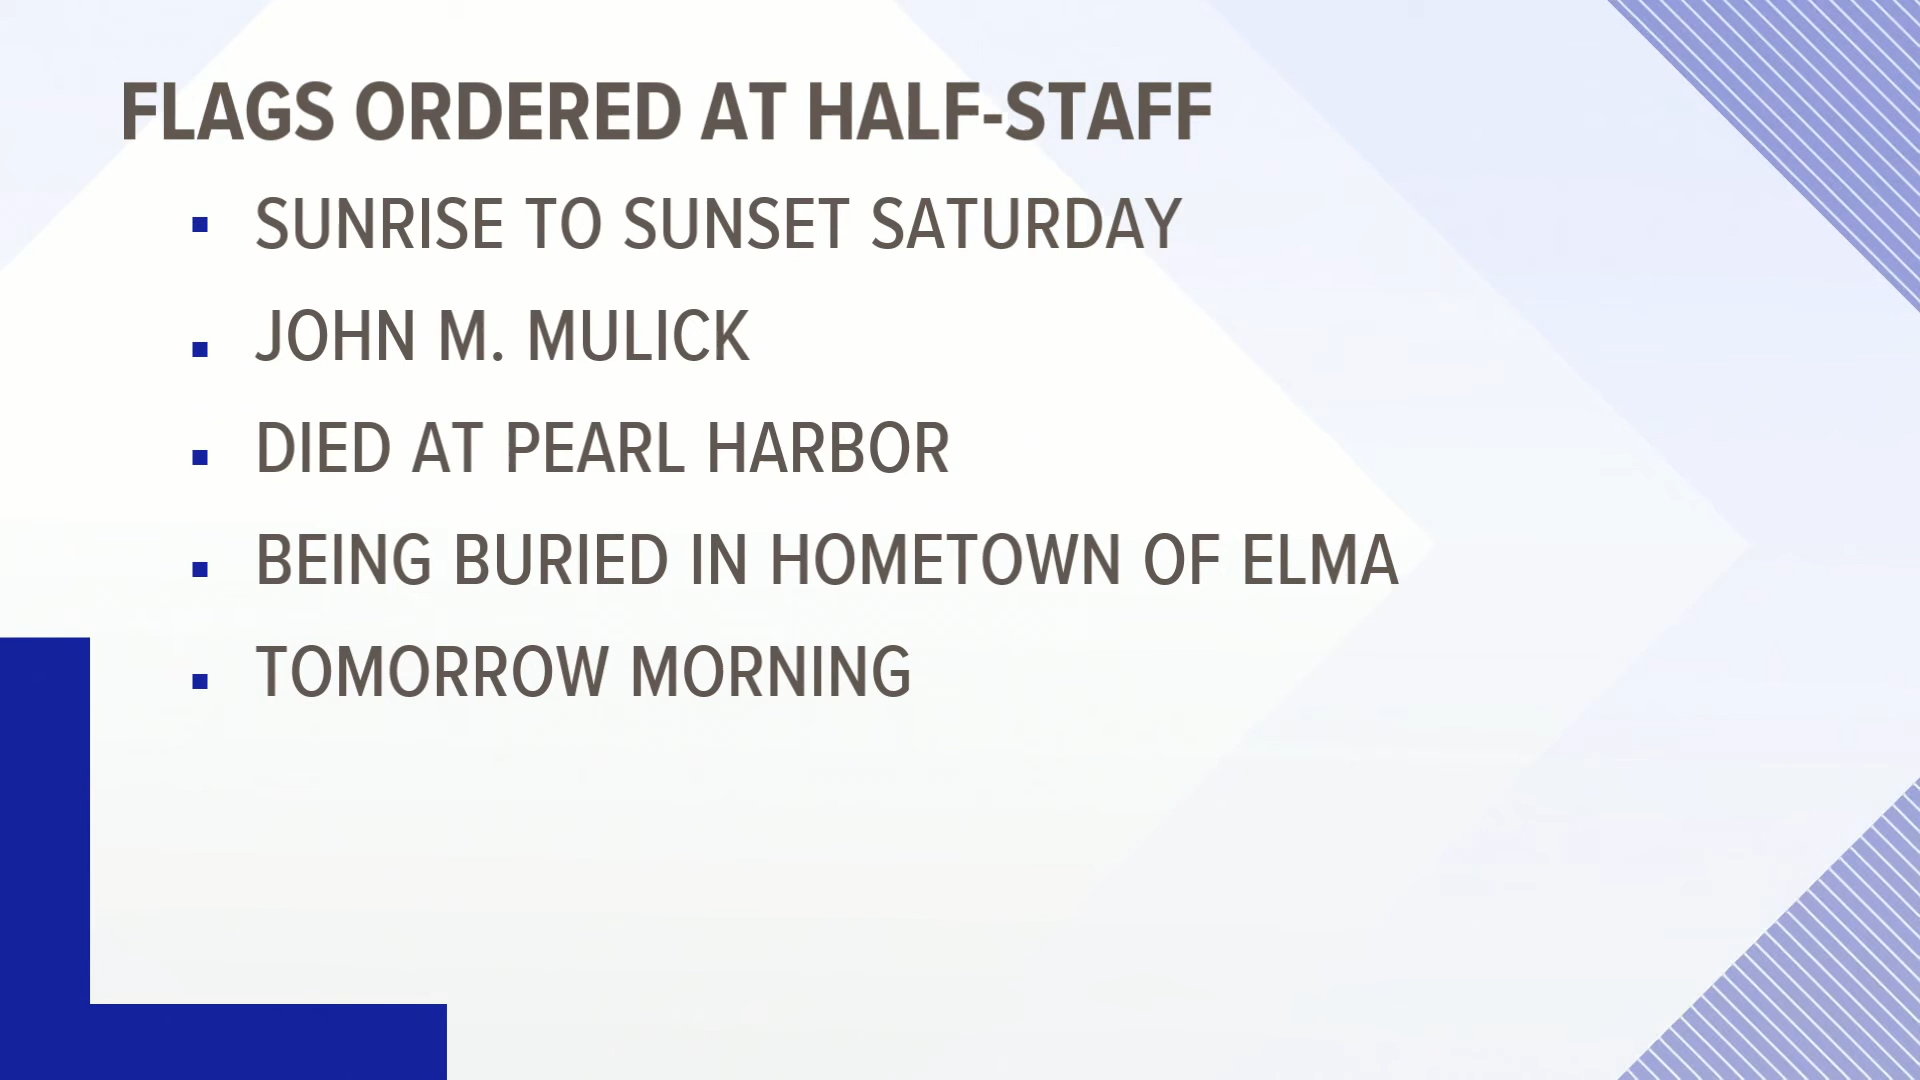 FLAGS ORDERED AT HALF-STAFF
▪ SUNRISE TO SUNSET SATURDAY
▪ JOHN M. MULICK
▪ DIED AT PEARL HARBOR
▪ BEING BURIED IN HOMETOWN OF ELMA
▪ TOMORROW MORNING